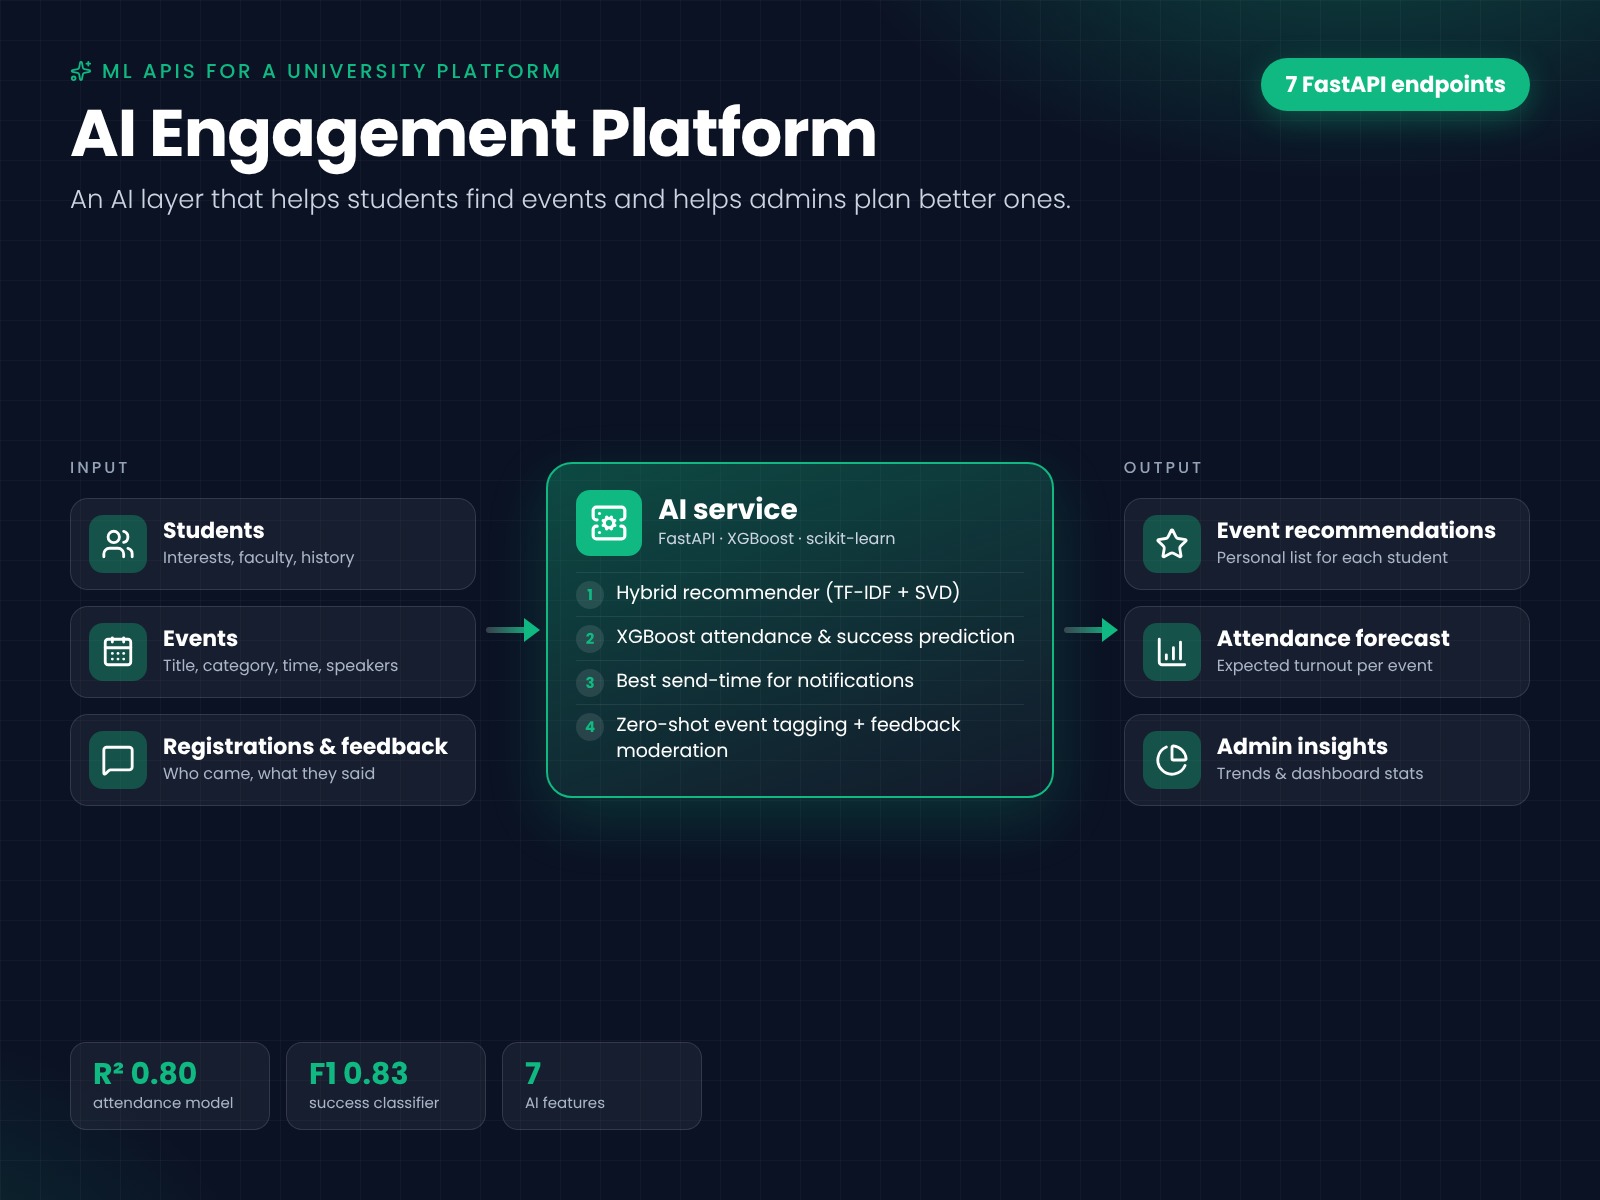 ML APIS FOR A UNIVERSITY PLATFORM
7 FastAPI endpoints
AI Engagement Platform
An AI layer that helps students find events and helps admins plan better ones.
INPUT
Students
Interests, faculty, history
Events
Title, category, time, speakers
Registrations & feedback
Who came, what they said
AI service
FastAPI · XGBoost · scikit-learn
1 Hybrid recommender (TF-IDF + SVD)
2 XGBoost attendance & success prediction
3 Best send-time for notifications
4 Zero-shot event tagging + feedback
moderation
OUTPUT
Event recommendations
Personal list for each student
Attendance forecast
Expected turnout per event
Admin insights
Trends & dashboard stats
R² 0.80
attendance model
F1 0.83
success classifier
7
AI features